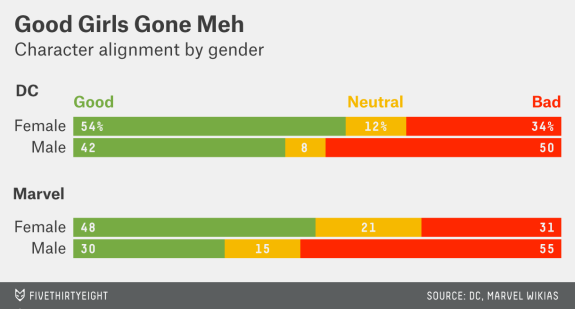 Good Girls Gone Meh
Character alignment by gender
DC
Good Neutral Bad
Female 54% 12% 34%
Male 42 8 50
Marvel
Female 48 21 31
Male 30 15 55
FIVETHIRTYEIGHT SOURCE: DC, MARVEL WIKIAS